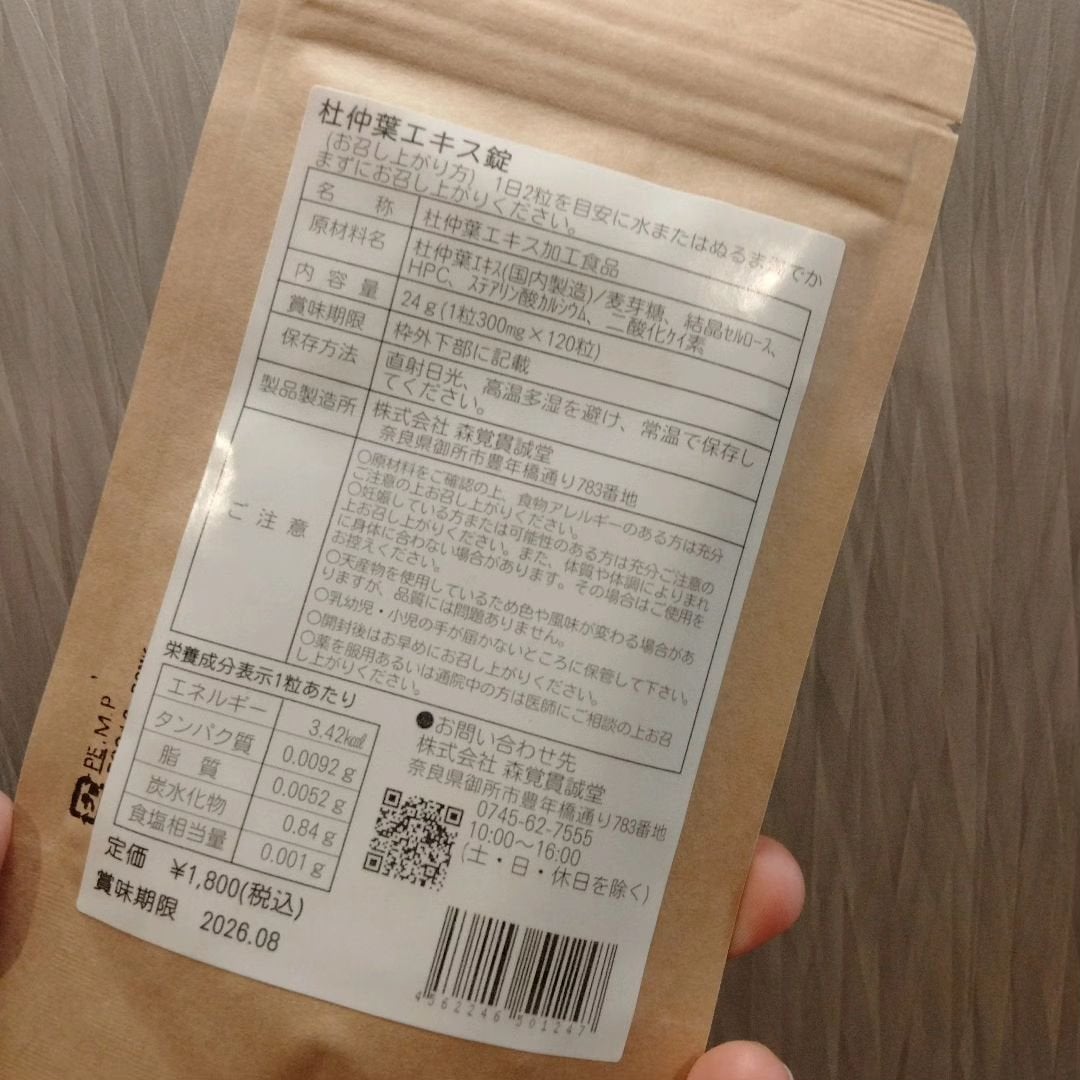 杜仲葉エキス錠
(お召し上がり方) 1日2粒を目安に水またはぬるま湯でか
まずにお召し上がりください。
名称 杜仲葉エキス加工食品
原材料名 杜仲葉エキス(国内製造)/麦芽糖、結晶セルロース、
HPC、ステアリン酸カルシウム、二酸化ケイ素
内容量 24g(1粒300mg×120粒)
賞味期限 枠外下部に記載
保存方法 直射日光、高温多湿を避け、常温で保存し
てください。
製品製造所 株式会社 森覚貫誠堂
奈良県御所市豊年橋通り783番地
ご注意
○原材料をご確認の上、食物アレルギーのある方は充分
ご注意の上お召し上がりください。
○妊娠している方または可能性のある方は充分ご注意の
上お召し上がりください。また、体質や体調によりまれ
に身体に合わない場合があります。その場合はご使用を
お控えください。
○天産物を使用しているため色や風味が変わる場合があ
りますが、品質には問題ありません。
○乳幼児・小児の手が届かないところに保管して下さい。
○開封後はお早めにお召し上がりください。
○薬を服用あるいは通院中の方は医師にご相談の上お召
し上がりください。
栄養成分表示1粒あたり
エネルギー 3.42kcal
タンパク質 0.0092g
脂質 0.0052g
炭水化物 0.84g
食塩相当量 0.001g
定価 ¥1,800(税込)
賞味期限 2026.08
●お問い合わせ先
株式会社 森覚貫誠堂
奈良県御所市豊年橋通り783番地
0745-62-7555
10:00~16:00
(土・日・休日を除く)
4562246 501247
PE.M.P